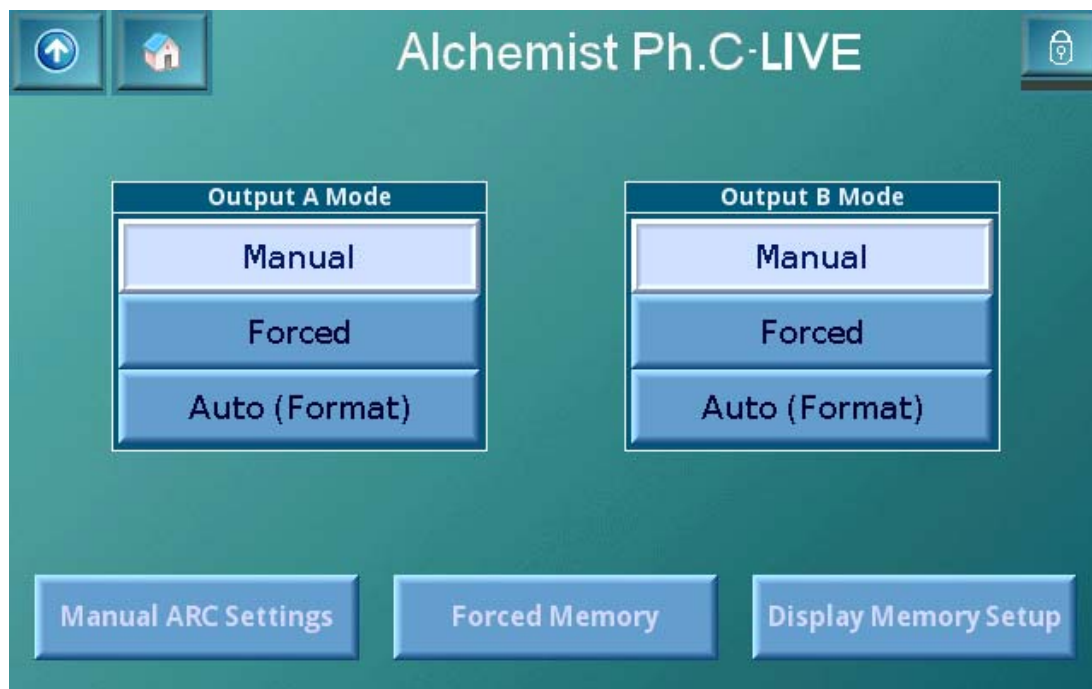 Alchemist Ph.C-LIVE
Output A Mode
Manual
Forced
Auto (Format)
Output B Mode
Manual
Forced
Auto (Format)
Manual ARC Settings
Forced Memory
Display Memory Setup